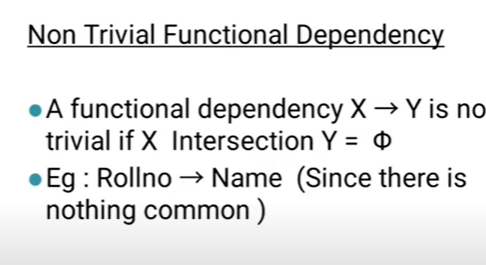 Non Trivial Functional Dependency
● A functional dependency X → Y is no
trivial if X Intersection Y = Φ
● Eg : Rollno → Name (Since there is
nothing common )